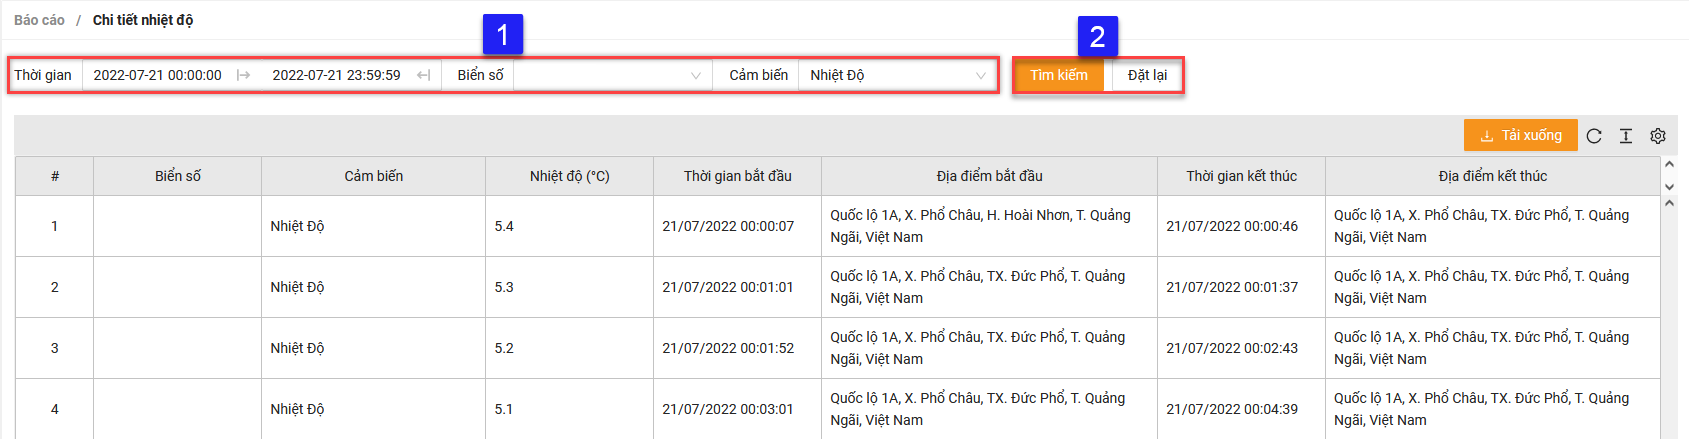 Báo cáo / Chi tiết nhiệt độ
1
2
Thời gian 2022-07-21 00:00:00 2022-07-21 23:59:59 Biển số Cảm biến Nhiệt Độ Tìm kiếm Đặt lại
Tải xuống
# Biển số Cảm biến Nhiệt độ (°C) Thời gian bắt đầu Địa điểm bắt đầu Thời gian kết thúc Địa điểm kết thúc
1 Nhiệt Độ 5.4 21/07/2022 00:00:07 Quốc lộ 1A, X. Phổ Châu, H. Hoài Nhơn, T. Quảng 21/07/2022 00:00:46 Quốc lộ 1A, X. Phổ Châu, TX. Đức Phổ, T. Quảng
Ngãi, Việt Nam Ngãi, Việt Nam
2 Nhiệt Độ 5.3 21/07/2022 00:01:01 Quốc lộ 1A, X. Phổ Châu, TX. Đức Phổ, T. Quảng 21/07/2022 00:01:37 Quốc lộ 1A, X. Phổ Châu, TX. Đức Phổ, T. Quảng
Ngãi, Việt Nam Ngãi, Việt Nam
3 Nhiệt Độ 5.2 21/07/2022 00:01:52 Quốc lộ 1A, X. Phổ Châu, TX. Đức Phổ, T. Quảng 21/07/2022 00:02:43 Quốc lộ 1A, X. Phổ Châu, TX. Đức Phổ, T. Quảng
Ngãi, Việt Nam Ngãi, Việt Nam
4 Nhiệt Độ 5.1 21/07/2022 00:03:01 Quốc lộ 1A, X. Phổ Châu, TX. Đức Phổ, T. Quảng 21/07/2022 00:04:39 Quốc lộ 1A, X. Phổ Châu, TX. Đức Phổ, T. Quảng
Ngãi, Việt Nam Ngãi, Việt Nam